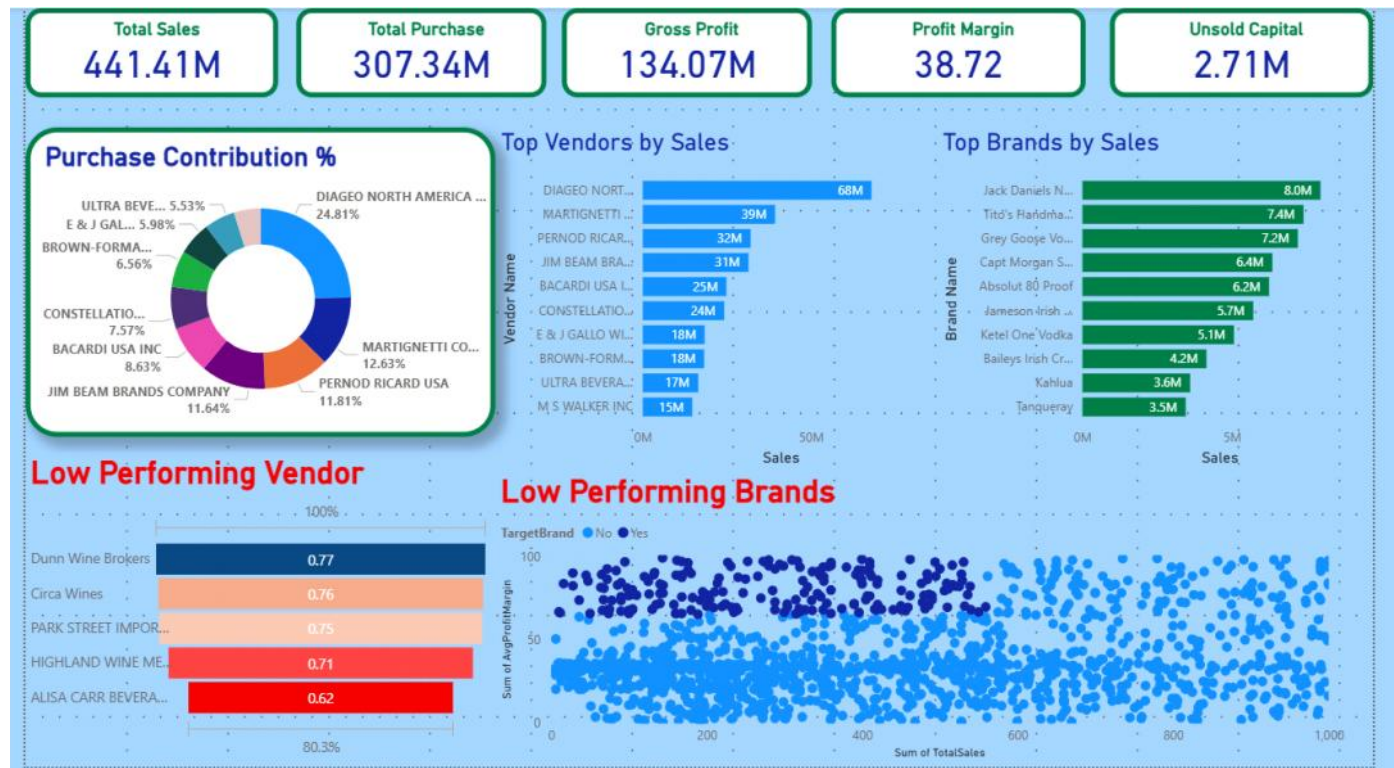 Total Sales
441.41M
Total Purchase
307.34M
Gross Profit
134.07M
Profit Margin
38.72
Unsold Capital
2.71M
Purchase Contribution %
DIAGEO NORTH AMERICA ...
24.81%
MARTIGNETTI CO...
12.63%
PERNOD RICARD USA
11.81%
JIM BEAM BRANDS COMPANY
11.64%
BACARDI USA INC
8.63%
CONSTELLATIO...
7.57%
BROWN-FORMA...
6.56%
E & J GAL... 5.98%
ULTRA BEVE... 5.53%
Top Vendors by Sales
Vendor Name
DIAGEO NORT... 68M
MARTIGNETTI ... 39M
PERNOD RICAR... 32M
JIM BEAM BRA... 31M
BACARDI USA I... 25M
CONSTELLATIO... 24M
E & J GALLO WI... 18M
BROWN-FORM... 18M
ULTRA BEVERA... 17M
M S WALKER INC 15M
0M 50M
Sales
Top Brands by Sales
Brand Name
Jack Daniels N... 8.0M
Tito's Handma... 7.4M
Grey Goose Vo... 7.2M
Capt Morgan S... 6.4M
Absolut 80 Proof 6.2M
Jameson Irish ... 5.7M
Ketel One Vodka 5.1M
Baileys Irish Cr... 4.2M
Kahlua 3.6M
Tanqueray 3.5M
0M 5M
Sales
Low Performing Vendor
100%
Dunn Wine Brokers 0.77
Circa Wines 0.76
PARK STREET IMPOR... 0.75
HIGHLAND WINE ME... 0.71
ALISA CARR BEVERA... 0.62
80.3%
Low Performing Brands
TargetBrand No Yes
Sum of AvgProfitMargin
100
50
0
0 200 400 600 800 1,000
Sum of TotalSales